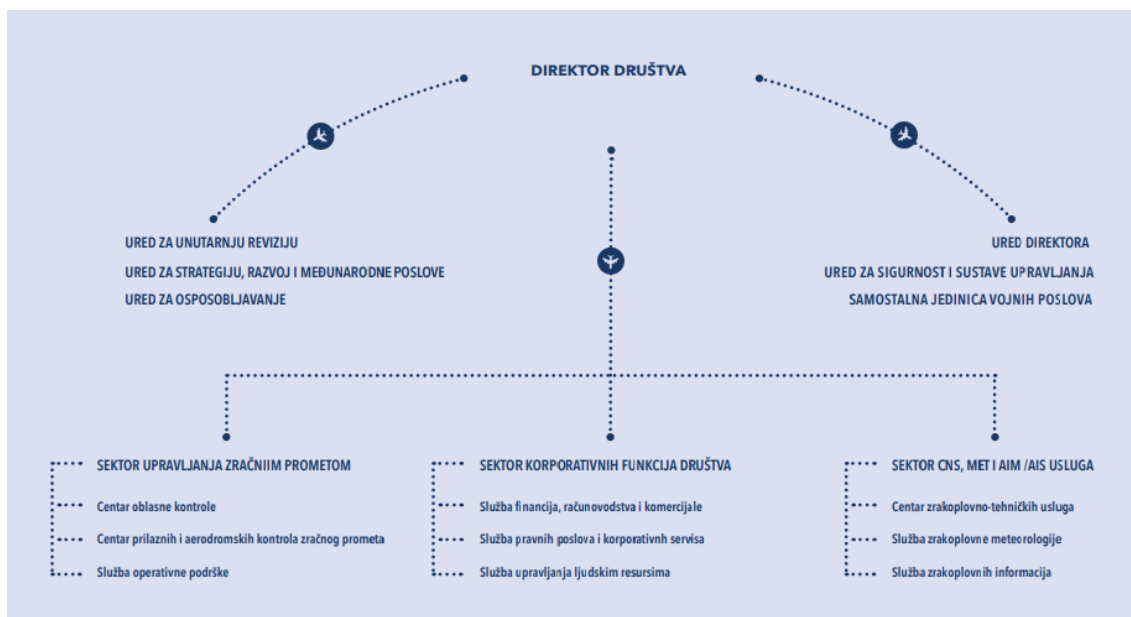 DIREKTOR DRUŠTVA
URED ZA UNUTARNJU REVIZIJU
URED ZA STRATEGIJU, RAZVOJ I MEĐUNARODNE POSLOVE
URED ZA OSPOSOBLJAVANJE
URED DIREKTORA
URED ZA SIGURNOST I SUSTAVE UPRAVLJANJA
SAMOSTALNA JEDINICA VOJNIH POSLOVA
SEKTOR UPRAVLJANJA ZRAČNIIM PROMETOM
Centar oblasne kontrole
Centar prilaznih i aerodromskih kontrola zračnog prometa
Služba operativne podrške
SEKTOR KORPORATIVNIH FUNKCIJA DRUŠTVA
Služba financija, računovodstva i komercijale
Služba pravnih poslova i korporativnh servisa
Služba upravljanja ljudskim resursima
SEKTOR CNS, MET I AIM /AIS USLUGA
Centar zrakoplovno-tehničkih usluga
Služba zrakoplovne meteorologije
Služba zrakoplovnih informacija